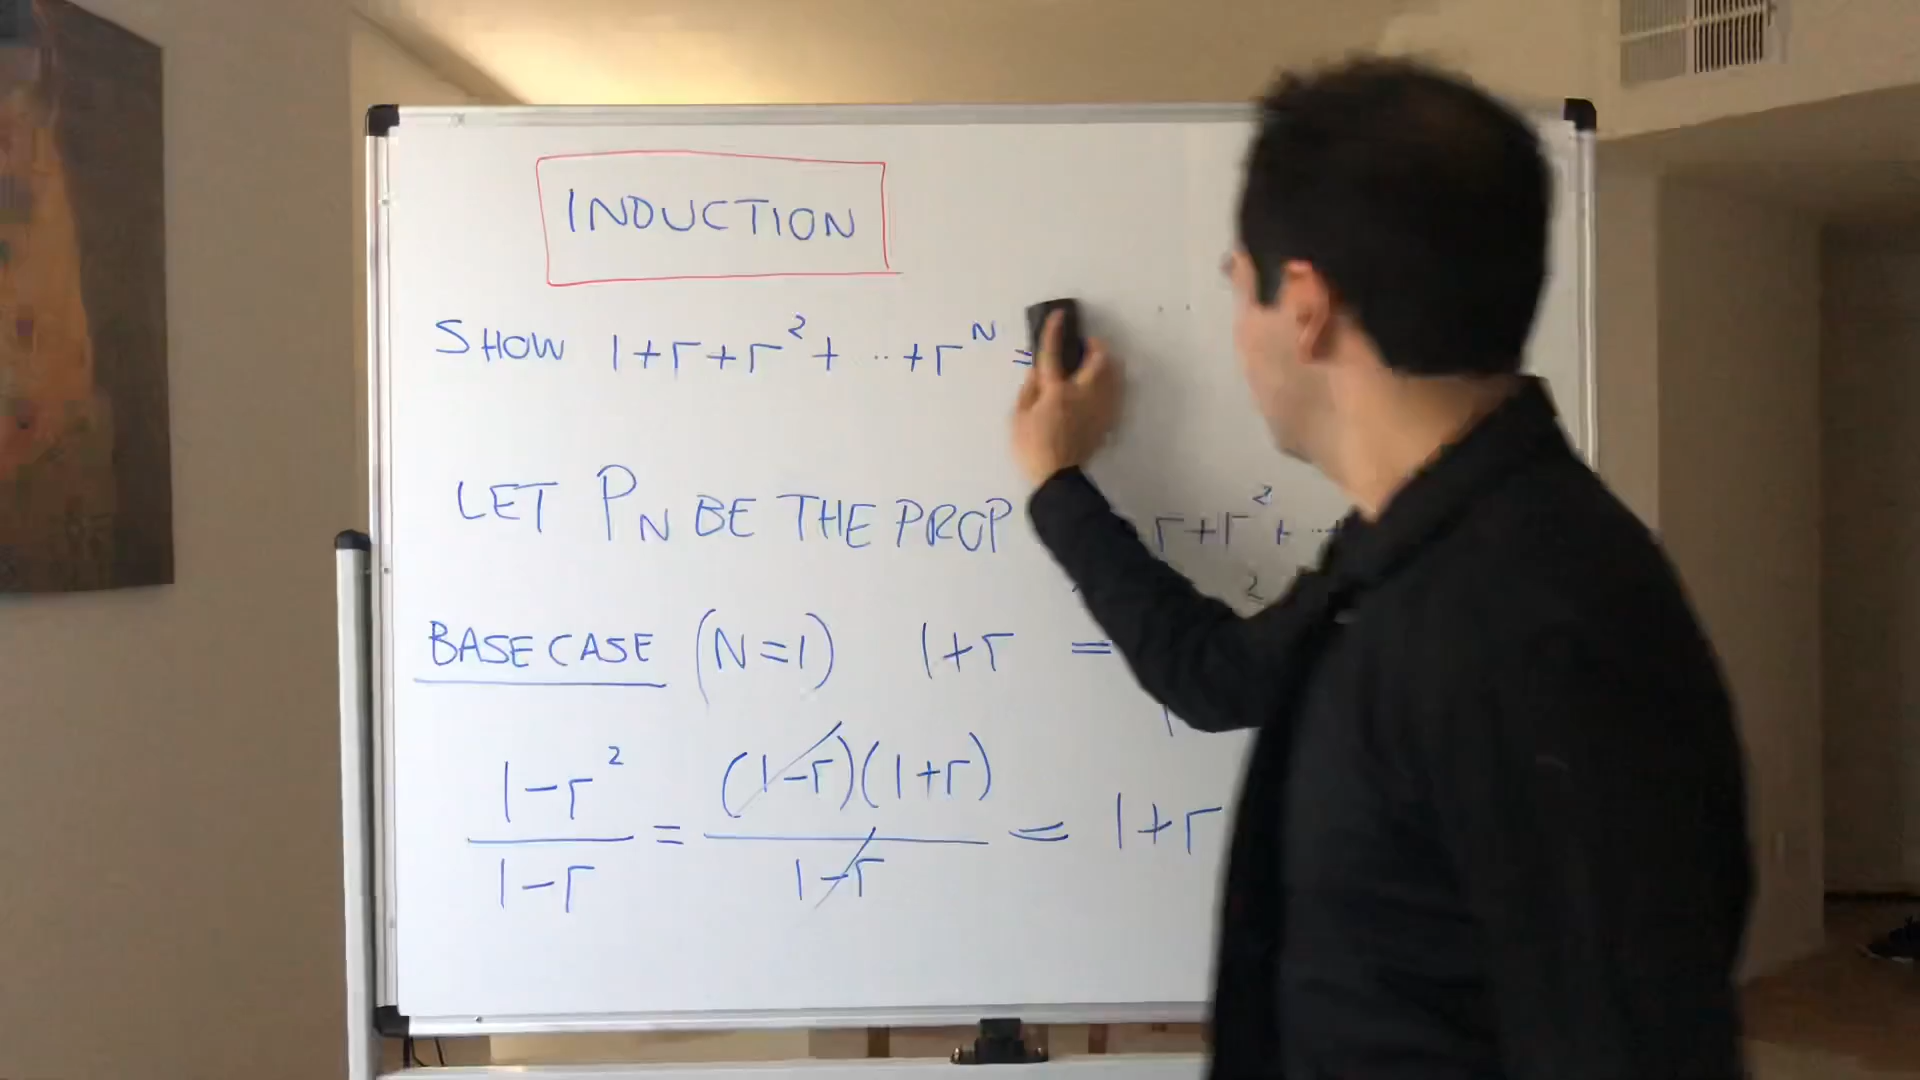 INDUCTION
SHOW 1+r+r²+ ..+r^N =
LET P_N BE THE PROP r+r²+ ..+
2
BASE CASE (N=1) 1+r =
1-r² / 1-r = (1-r)(1+r) / 1-r = 1+r